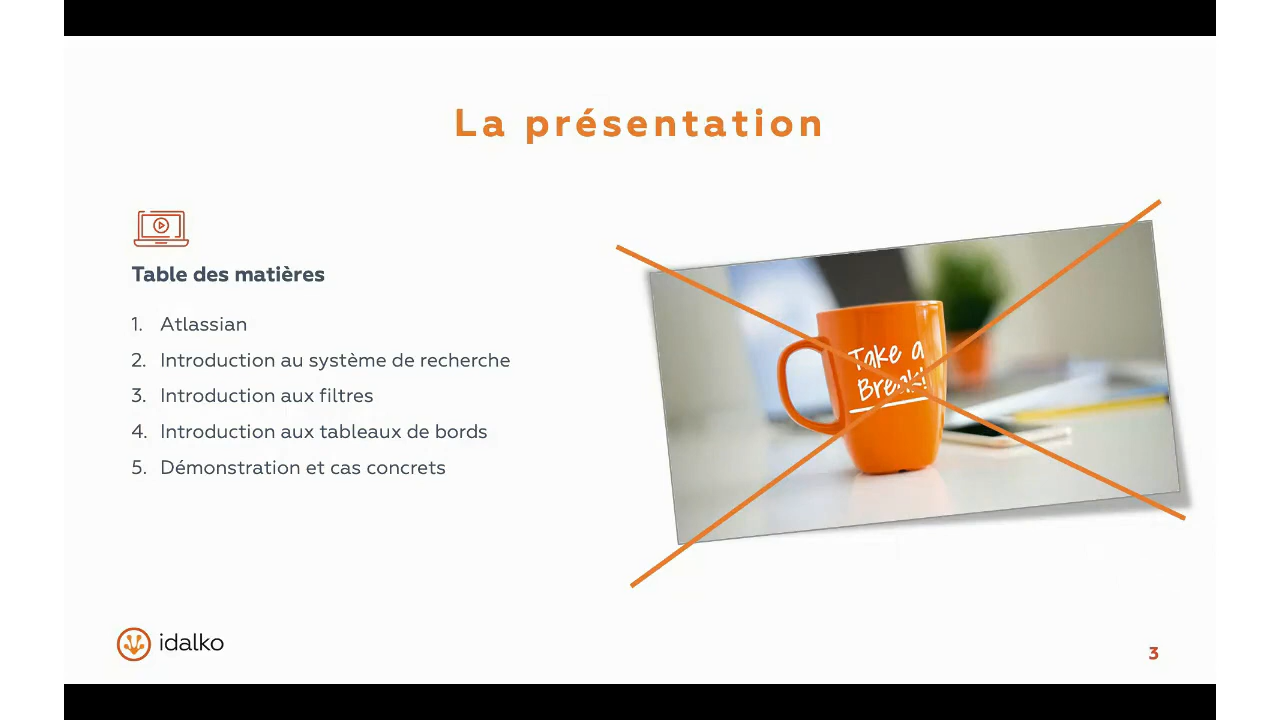 La présentation
Table des matières
1. Atlassian
2. Introduction au système de recherche
3. Introduction aux filtres
4. Introduction aux tableaux de bords
5. Démonstration et cas concrets
Take a
Break!
idalko
3